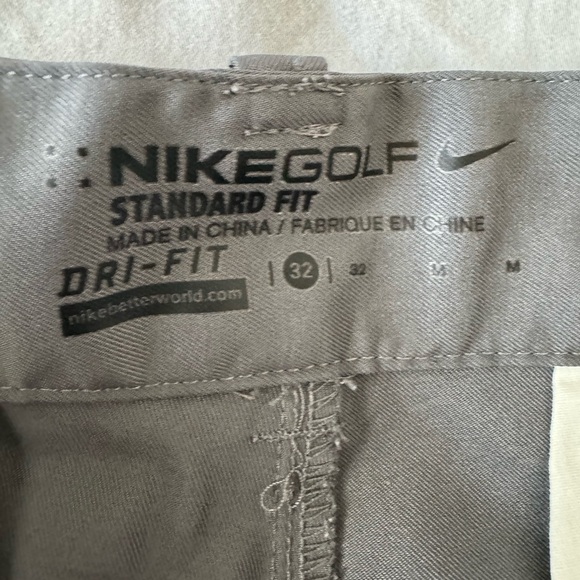 NIKEGOLF
STANDARD FIT
MADE IN CHINA / FABRIQUE EN CHINE
DRI-FIT | 32 | 32 M M
nikebetterworld.com